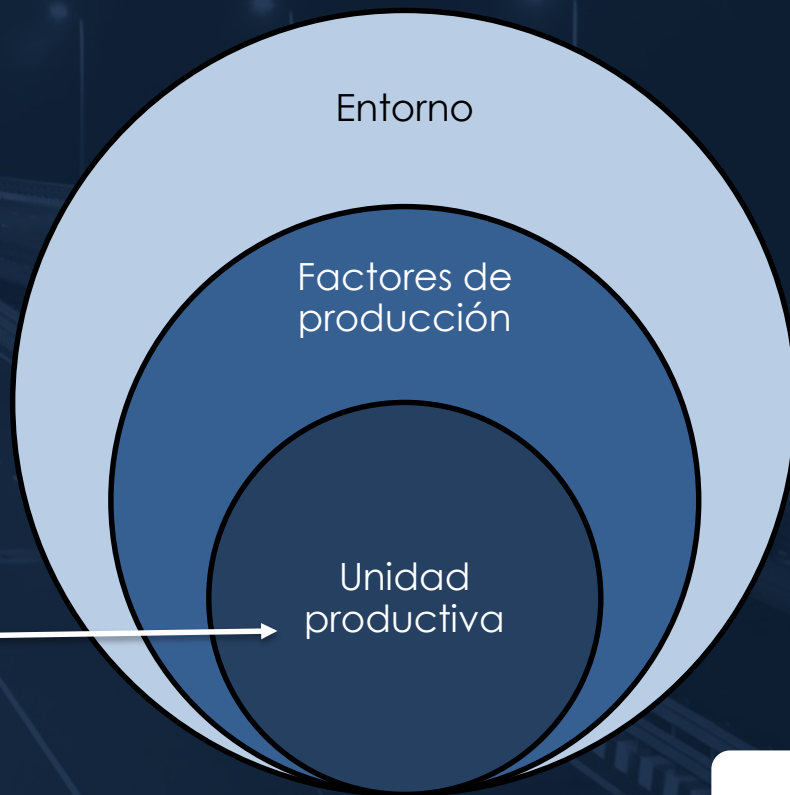 Entorno
Factores de
producción
Unidad
productiva